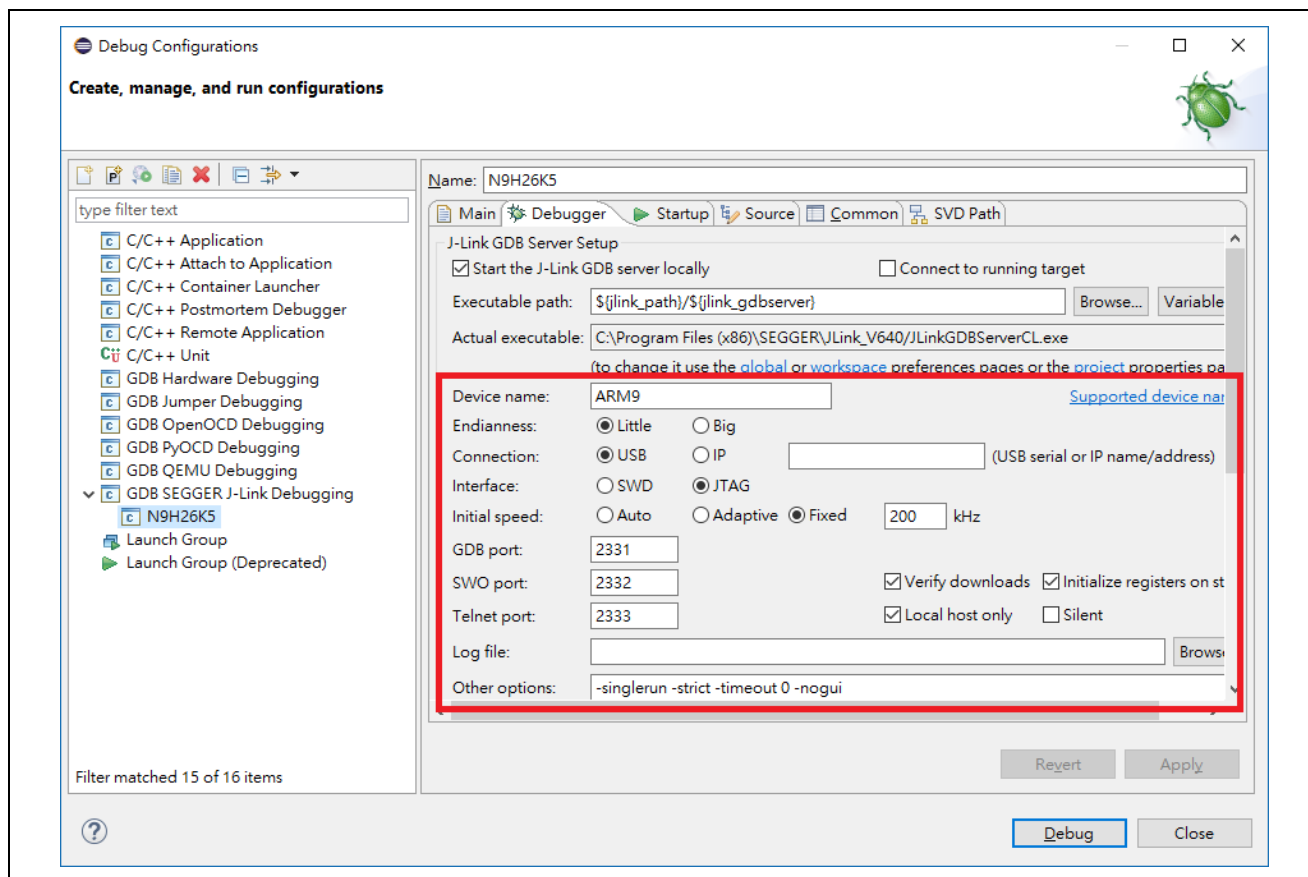 Debug Configurations
Create, manage, and run configurations
type filter text
C/C++ Application
C/C++ Attach to Application
C/C++ Container Launcher
C/C++ Postmortem Debugger
C/C++ Remote Application
C/C++ Unit
GDB Hardware Debugging
GDB Jumper Debugging
GDB OpenOCD Debugging
GDB PyOCD Debugging
GDB QEMU Debugging
GDB SEGGER J-Link Debugging
N9H26K5
Launch Group
Launch Group (Deprecated)
Filter matched 15 of 16 items
Name: N9H26K5
Main Debugger Startup Source Common SVD Path
J-Link GDB Server Setup
Start the J-Link GDB server locally Connect to running target
Executable path: ${jlink_path}/${jlink_gdbserver} Browse... Variable
Actual executable: C:\Program Files (x86)\SEGGER\JLink_V640/JLinkGDBServerCL.exe
(to change it use the global or workspace preferences pages or the project properties pa
Device name: ARM9 Supported device nar
Endianness: Little Big
Connection: USB IP (USB serial or IP name/address)
Interface: SWD JTAG
Initial speed: Auto Adaptive Fixed 200 kHz
GDB port: 2331
SWO port: 2332 Verify downloads Initialize registers on st
Telnet port: 2333 Local host only Silent
Log file: Brows
Other options: -singlerun -strict -timeout 0 -nogui
Revert Apply
Debug Close